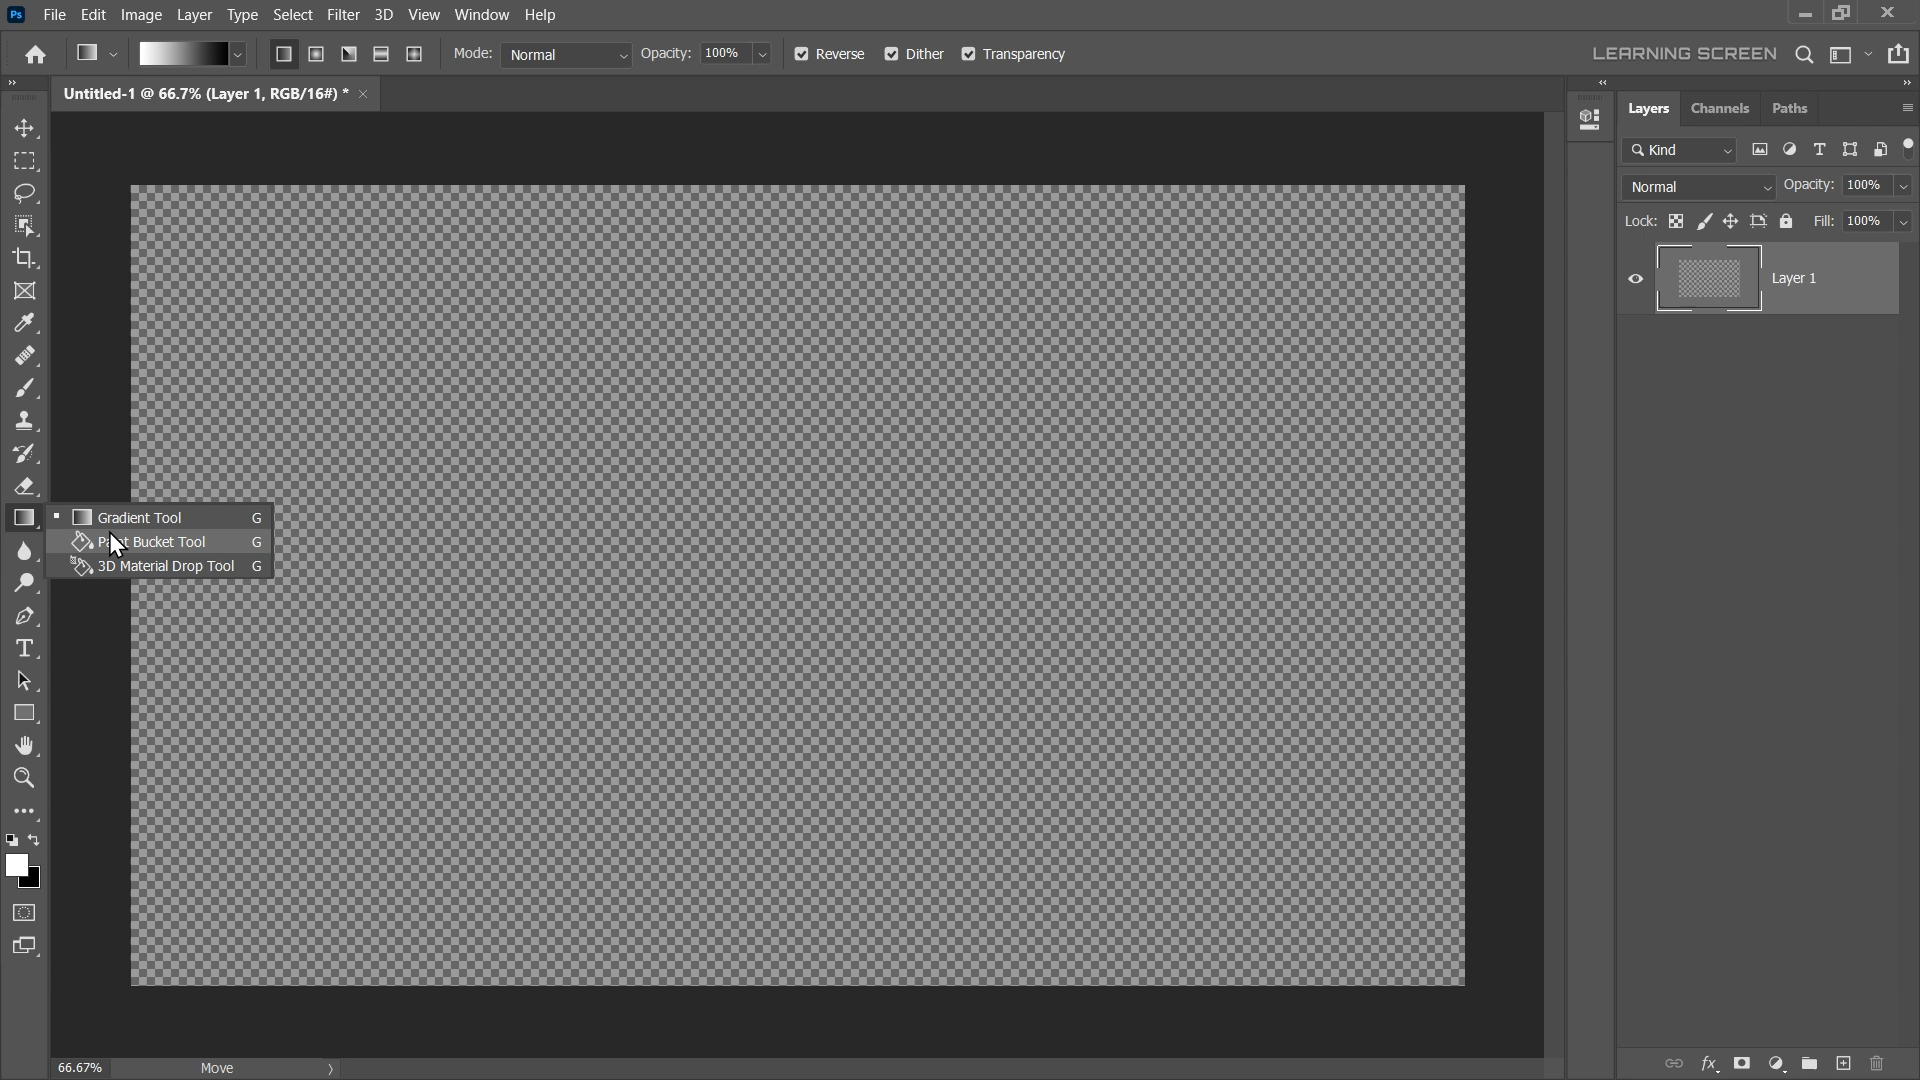 Ps File Edit Image Layer Type Select Filter 3D View Window Help
Mode: Normal Opacity: 100% Reverse Dither Transparency LEARNING SCREEN
Untitled-1 @ 66.7% (Layer 1, RGB/16#) * ×
Layers Channels Paths
Kind
Normal Opacity: 100%
Lock: Fill: 100%
Layer 1
Gradient Tool G
Bucket Tool G
3D Material Drop Tool G
66.67% Move